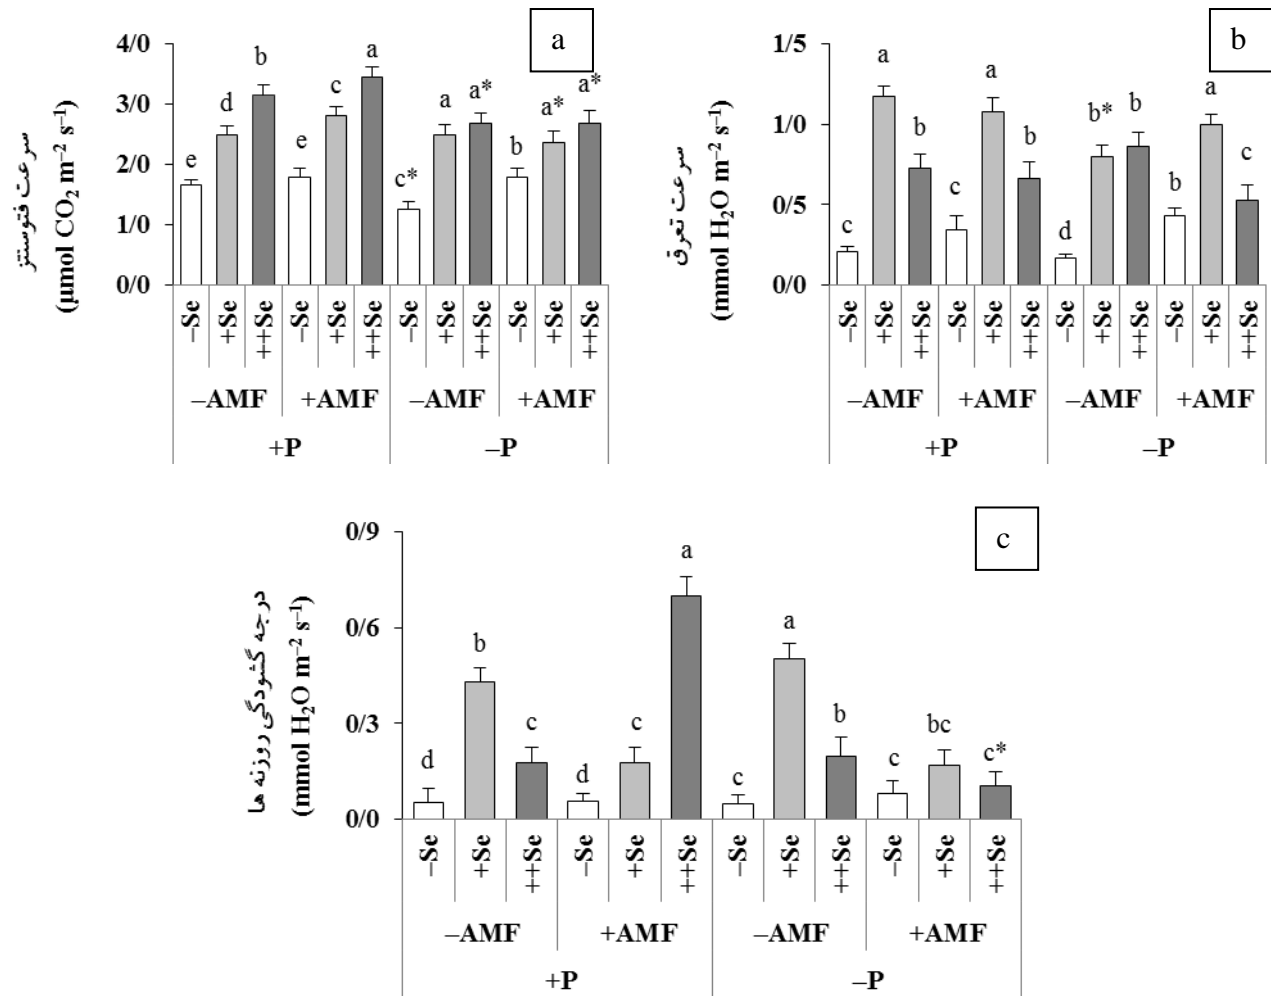 a
سرعت فتوسنتز
(µmol CO₂ m⁻² s⁻¹)
4/0
3/0
2/0
1/0
0/0
e d b e c a c* a a* b a* a*
–Se +Se ++Se –Se +Se ++Se –Se +Se ++Se –Se +Se ++Se
–AMF +AMF –AMF +AMF
+P –P
b
سرعت تعرق
(mmol H₂O m⁻² s⁻¹)
1/5
1/0
0/5
0/0
c a b c a b d b* b b a c
–Se +Se ++Se –Se +Se ++Se –Se +Se ++Se –Se +Se ++Se
–AMF +AMF –AMF +AMF
+P –P
c
درجه گشودگی روزنه ها
(mmol H₂O m⁻² s⁻¹)
0/9
0/6
0/3
0/0
d b c d c a c a b c bc c*
–Se +Se ++Se –Se +Se ++Se –Se +Se ++Se –Se +Se ++Se
–AMF +AMF –AMF +AMF
+P –P